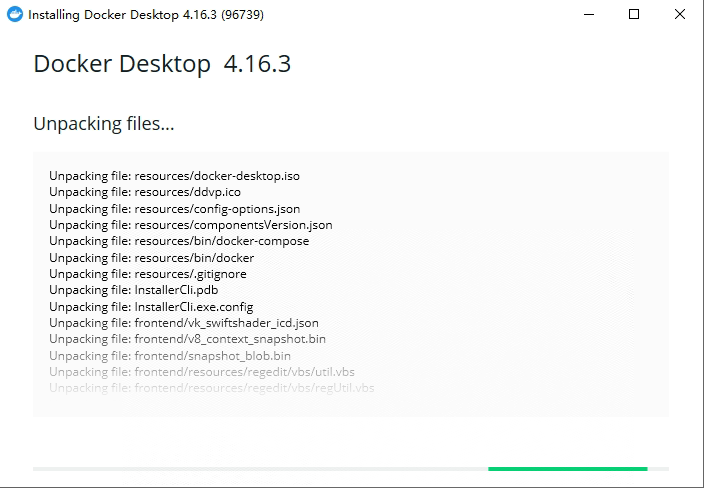 Installing Docker Desktop 4.16.3 (96739)
Docker Desktop 4.16.3
Unpacking files...
Unpacking file: resources/docker-desktop.iso
Unpacking file: resources/ddvp.ico
Unpacking file: resources/config-options.json
Unpacking file: resources/componentsVersion.json
Unpacking file: resources/bin/docker-compose
Unpacking file: resources/bin/docker
Unpacking file: resources/.gitignore
Unpacking file: InstallerCli.pdb
Unpacking file: InstallerCli.exe.config
Unpacking file: frontend/vk_swiftshader_icd.json
Unpacking file: frontend/v8_context_snapshot.bin
Unpacking file: frontend/snapshot_blob.bin
Unpacking file: frontend/resources/regedit/vbs/util.vbs
Unpacking file: frontend/resources/regedit/vbs/regUtil.vbs